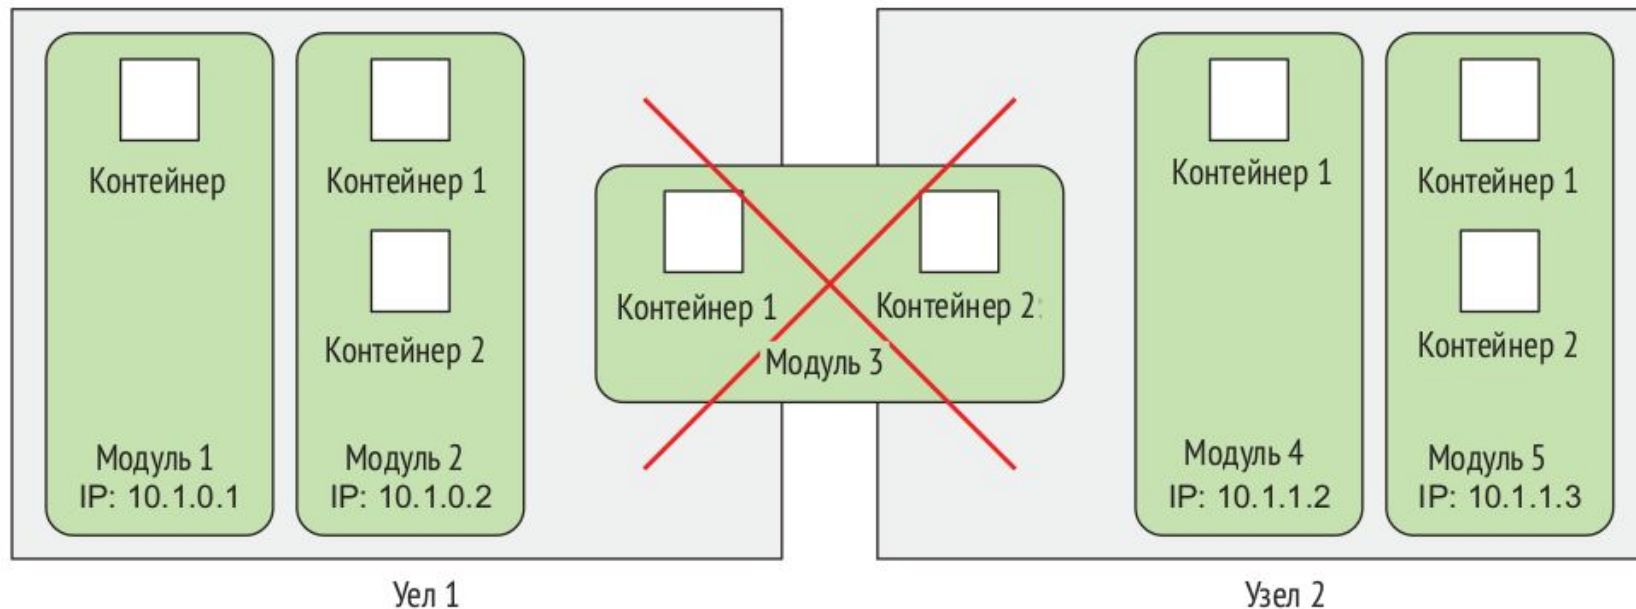 Контейнер
Модуль 1
IP: 10.1.0.1
Контейнер 1
Контейнер 2
Модуль 2
IP: 10.1.0.2
Контейнер 1
Контейнер 2
Модуль 3
Контейнер 1
Модуль 4
IP: 10.1.1.2
Контейнер 1
Контейнер 2
Модуль 5
IP: 10.1.1.3
Уел 1
Узел 2